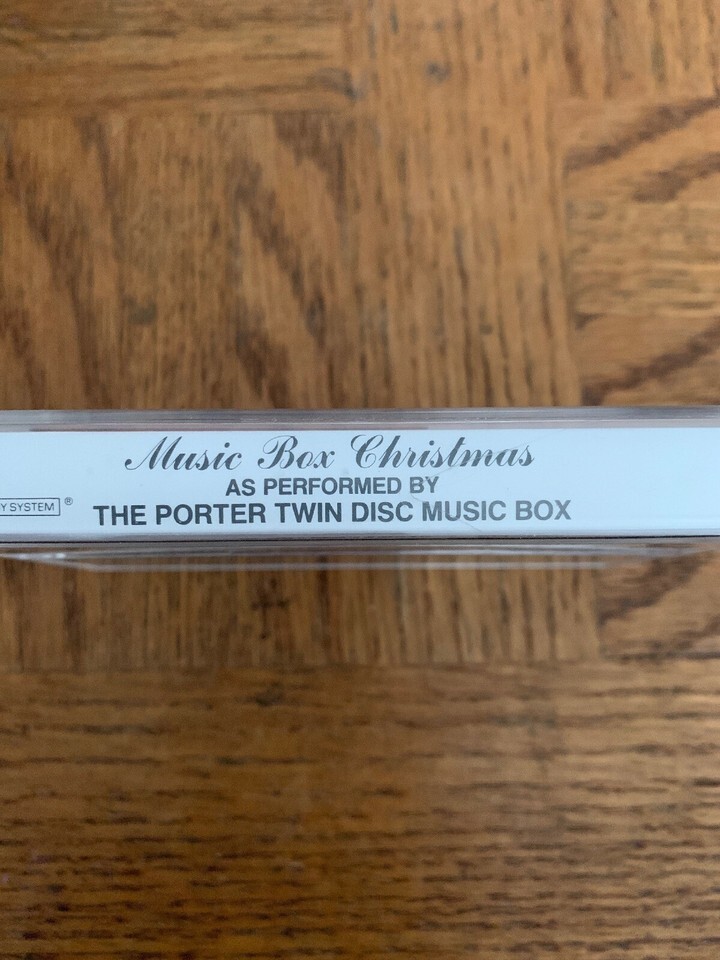 Music Box Christmas
AS PERFORMED BY
Y SYSTEM ®
THE PORTER TWIN DISC MUSIC BOX